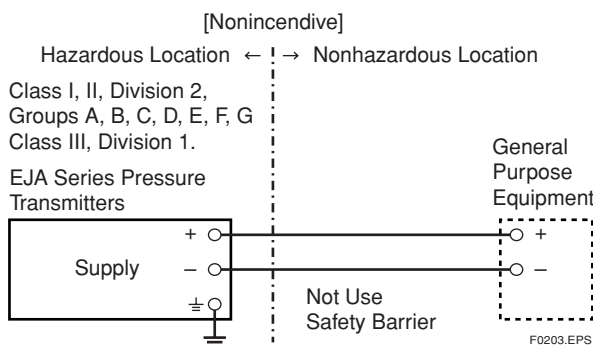 [Nonincendive]
Hazardous Location ← → Nonhazardous Location
Class I, II, Division 2,
Groups A, B, C, D, E, F, G
Class III, Division 1.
EJA Series Pressure
Transmitters
General
Purpose
Equipment
+
+
Supply
–
–
Not Use
Safety Barrier
F0203.EPS